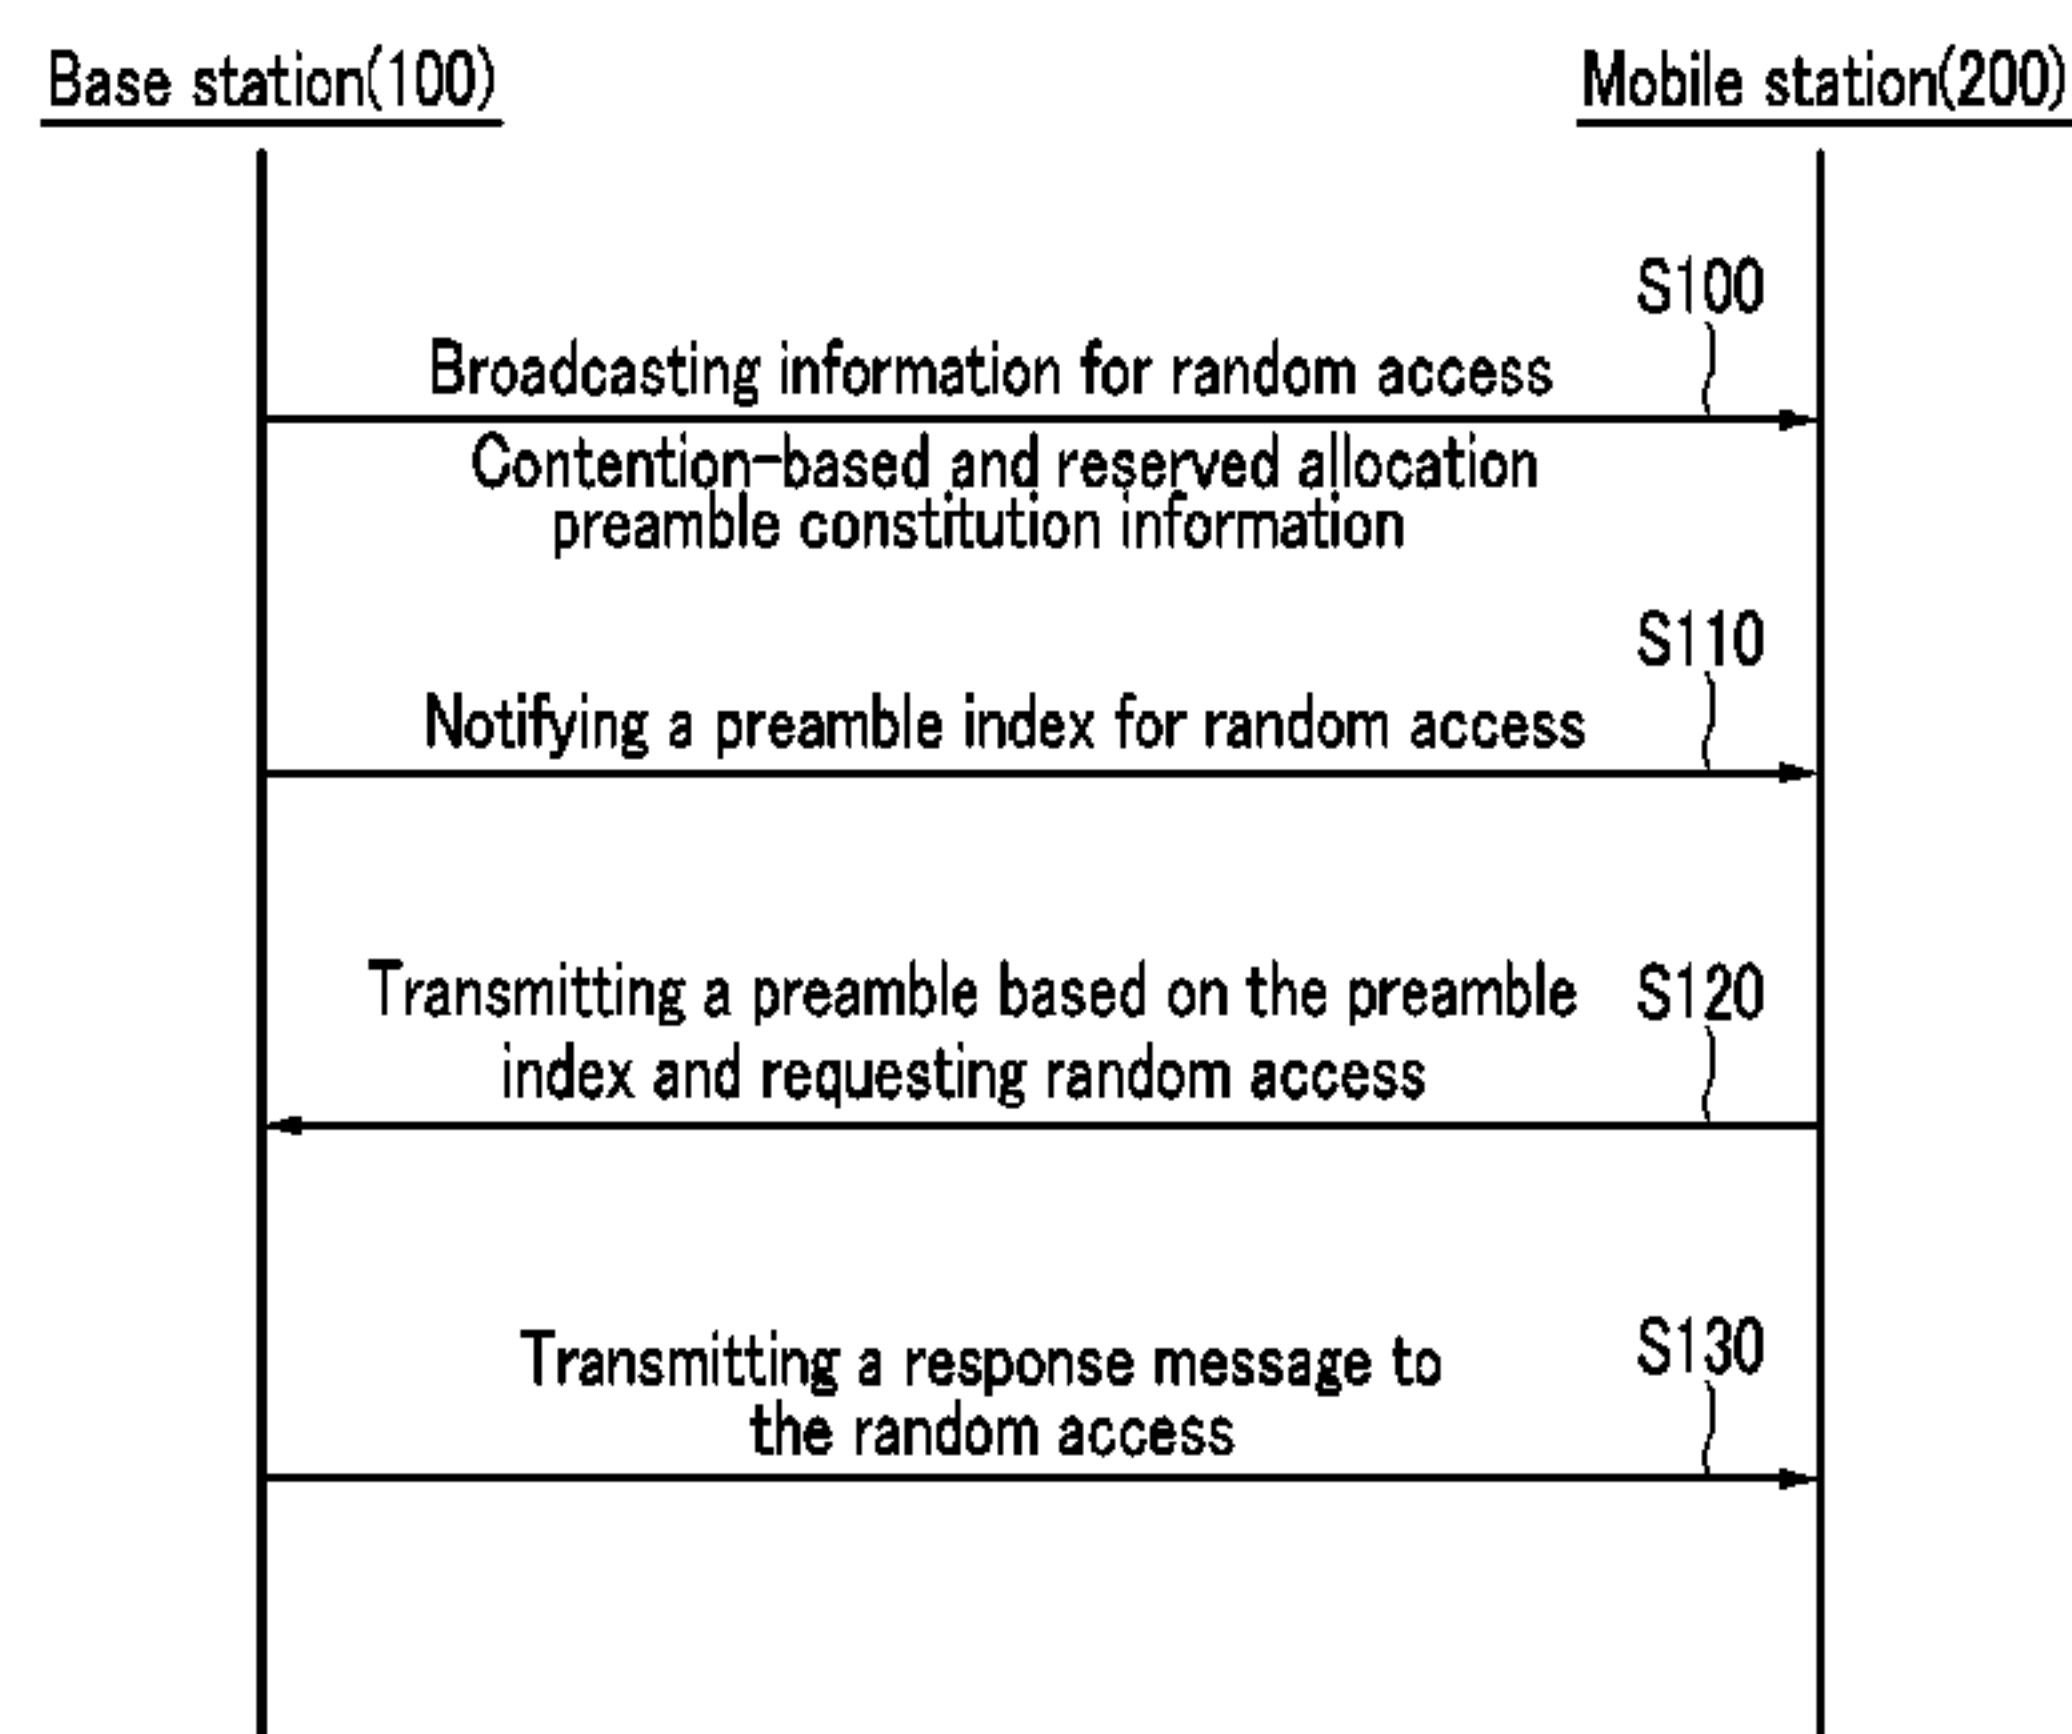 Base station(100)
Mobile station(200)
S100
Broadcasting information for random access
Contention-based and reserved allocation
preamble constitution information
S110
Notifying a preamble index for random access
Transmitting a preamble based on the preamble
S120
index and requesting random access
Transmitting a response message to
S130
the random access